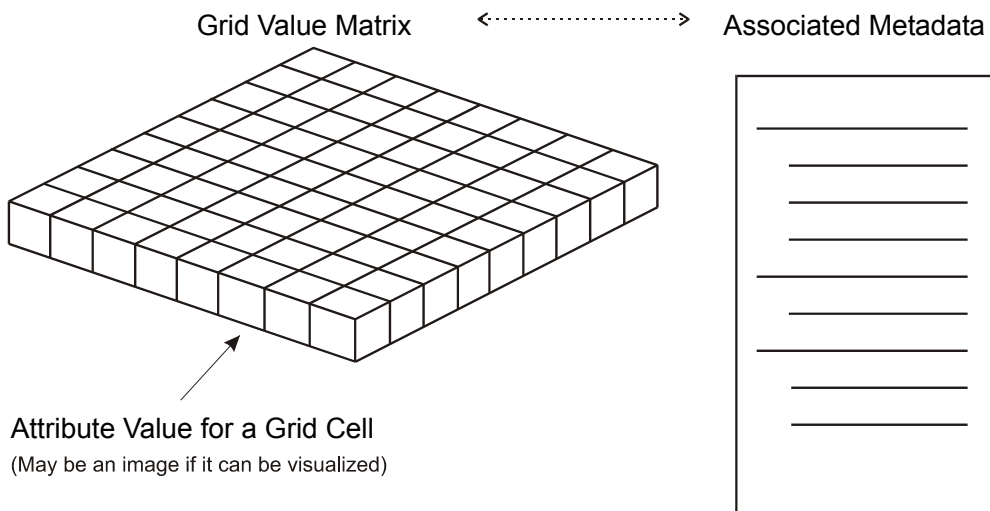 Grid Value Matrix
Associated Metadata
Attribute Value for a Grid Cell
(May be an image if it can be visualized)